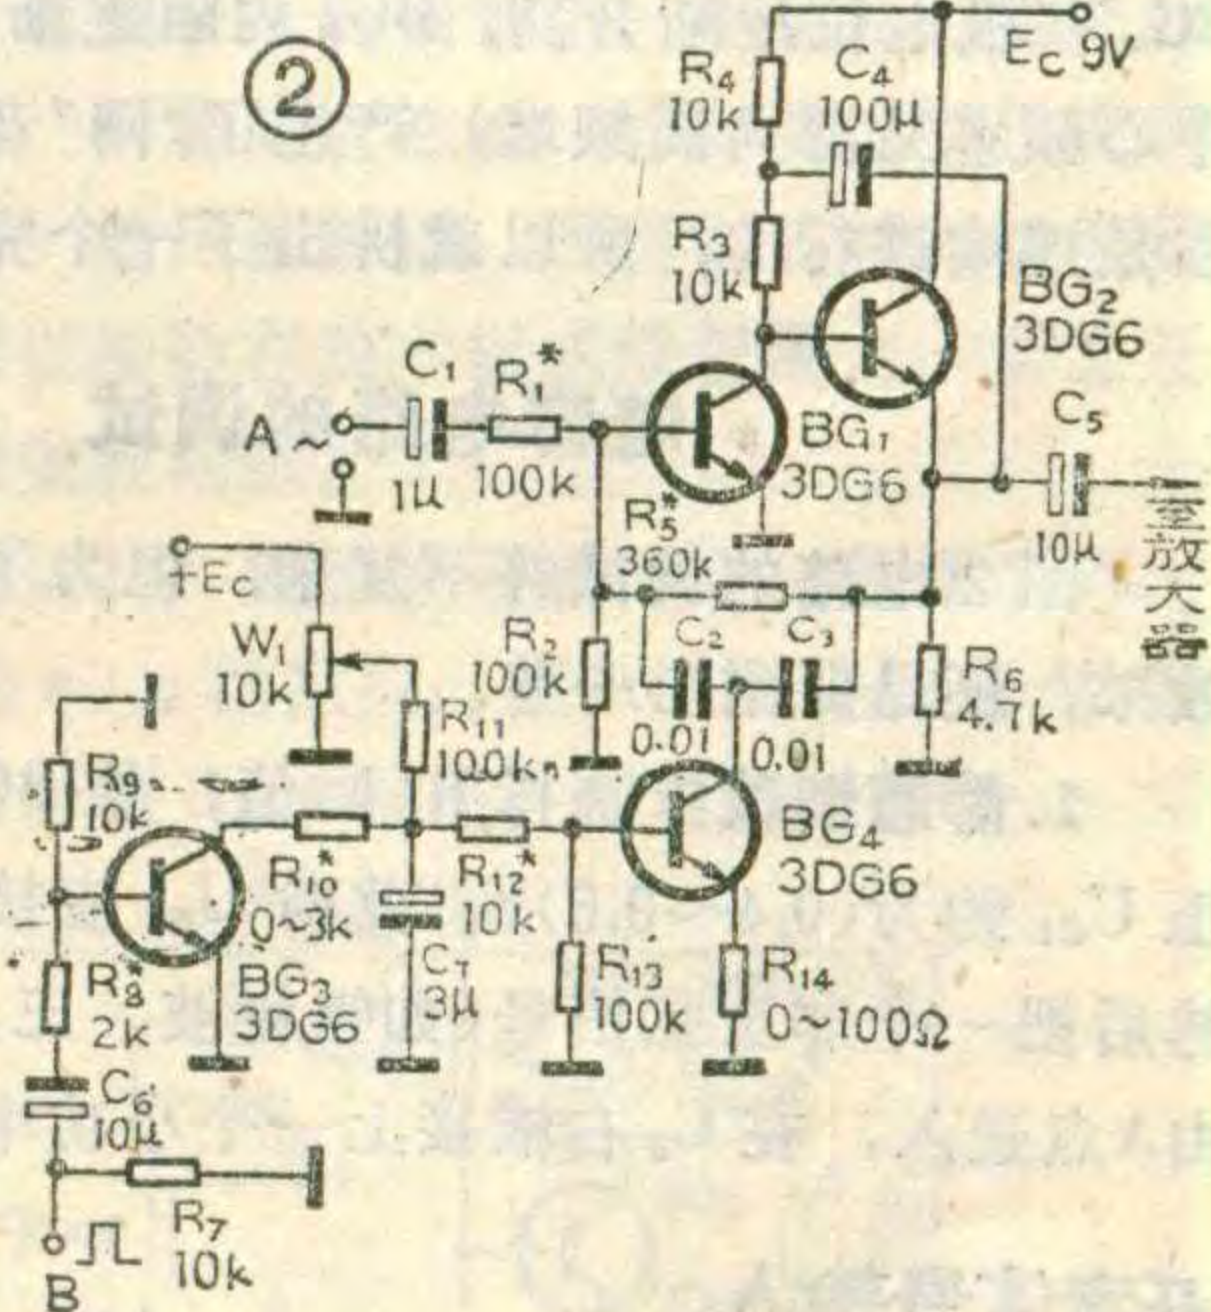 ②
Ec 9V
R4
10k
C4
100μ
R3
10k
BG2
3DG6
C1
1μ
R1*
100k
A ~
BG1
3DG6
C5
10μ
至放大器
R5*
360k
+Ec
W1
10k
R2
100k
C2
0.01
C3
0.01
R6
4.7k
R11
100k
R9
10k
BG4
3DG6
R10*
0~3k
R12*
10k
C7
3μ
R13
100k
R14
0~100Ω
R8*
2k
BG3
3DG6
C6
10μ
R7
10k
B